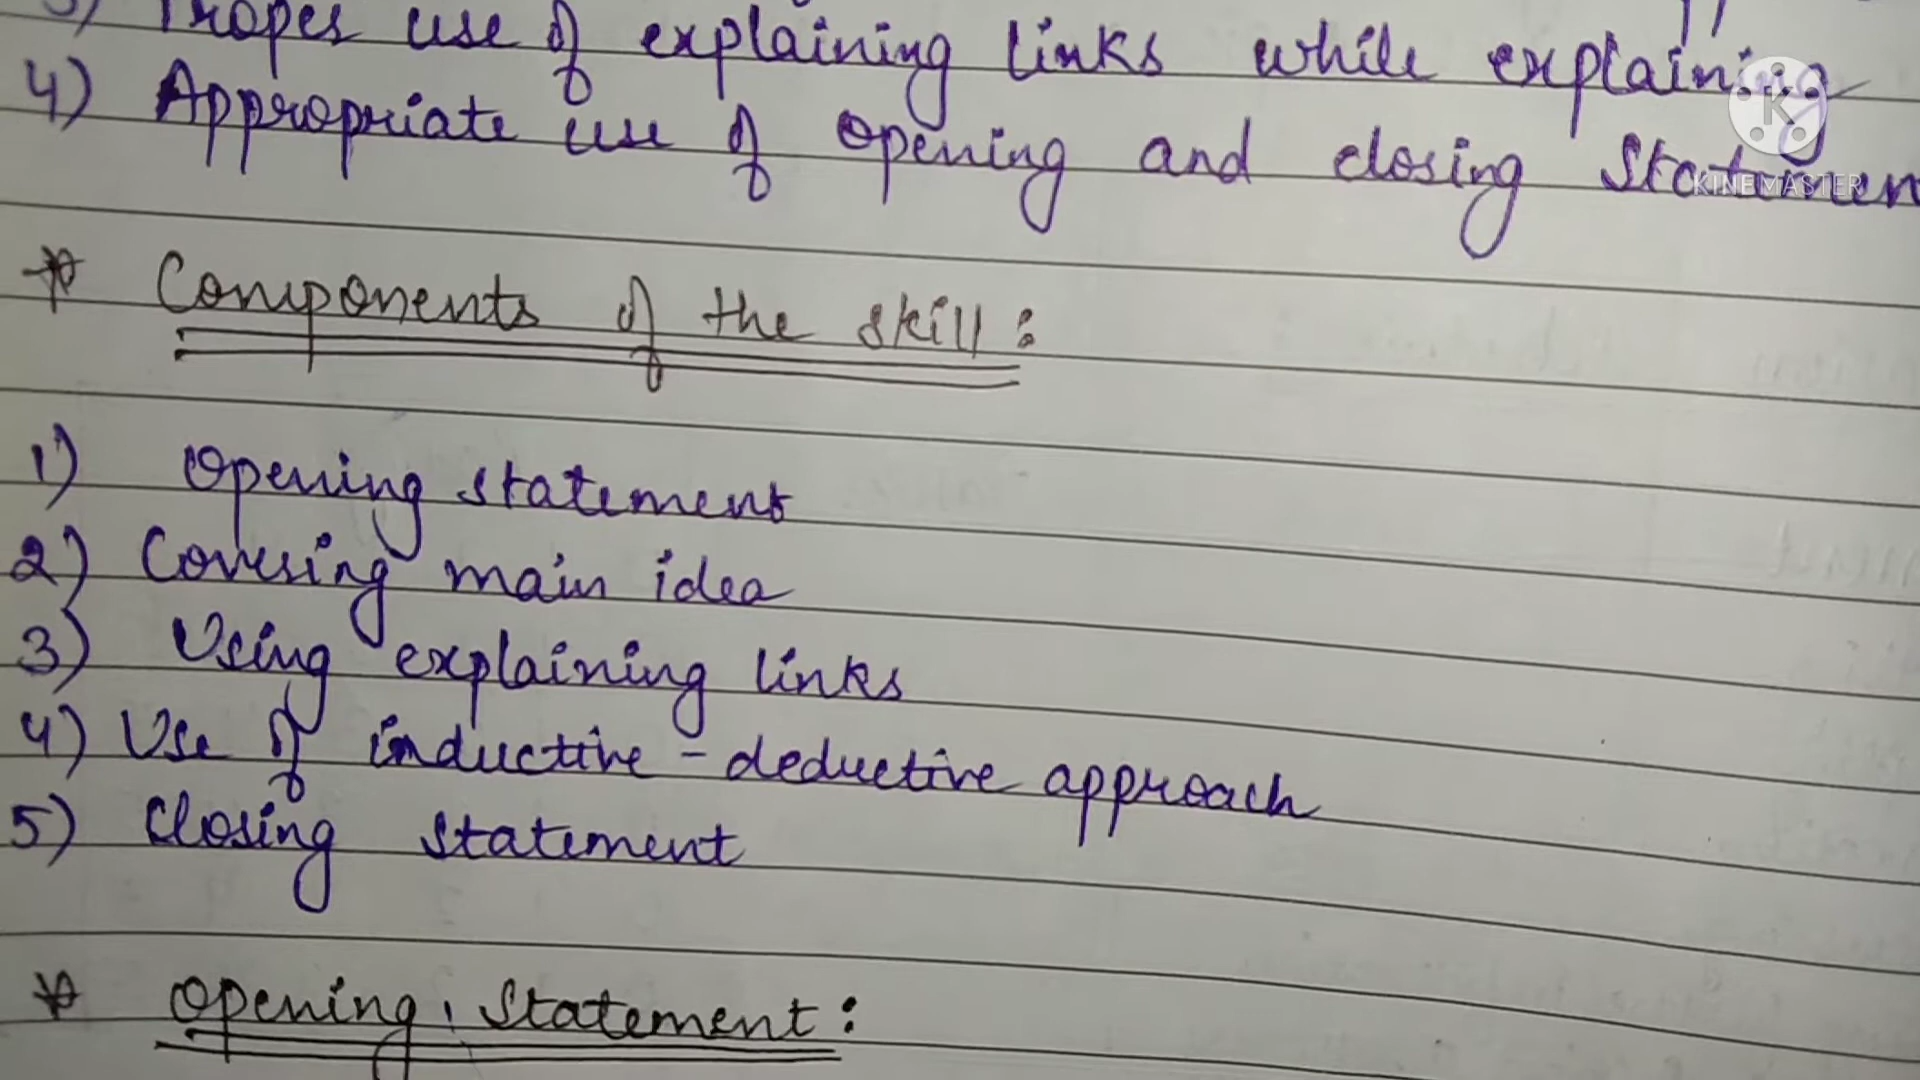 3) Proper use of explaining links while explaining
4) Appropriate use of opening and closing Statemen
* Components of the skill :
1) Opening statement
2) Covering main idea
3) Using explaining links
4) Use of inductive - deductive approach
5) Closing statement
* Opening Statement :
K
KINEMASTER